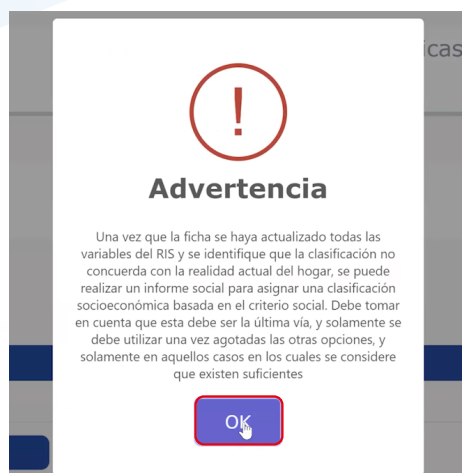 icas
!
Advertencia
Una vez que la ficha se haya actualizado todas las
variables del RIS y se identifique que la clasificación no
concuerda con la realidad actual del hogar, se puede
realizar un informe social para asignar una clasificación
socioeconómica basada en el criterio social. Debe tomar
en cuenta que esta debe ser la última vía, y solamente se
debe utilizar una vez agotadas las otras opciones, y
solamente en aquellos casos en los cuales se considere
que existen suficientes
OK